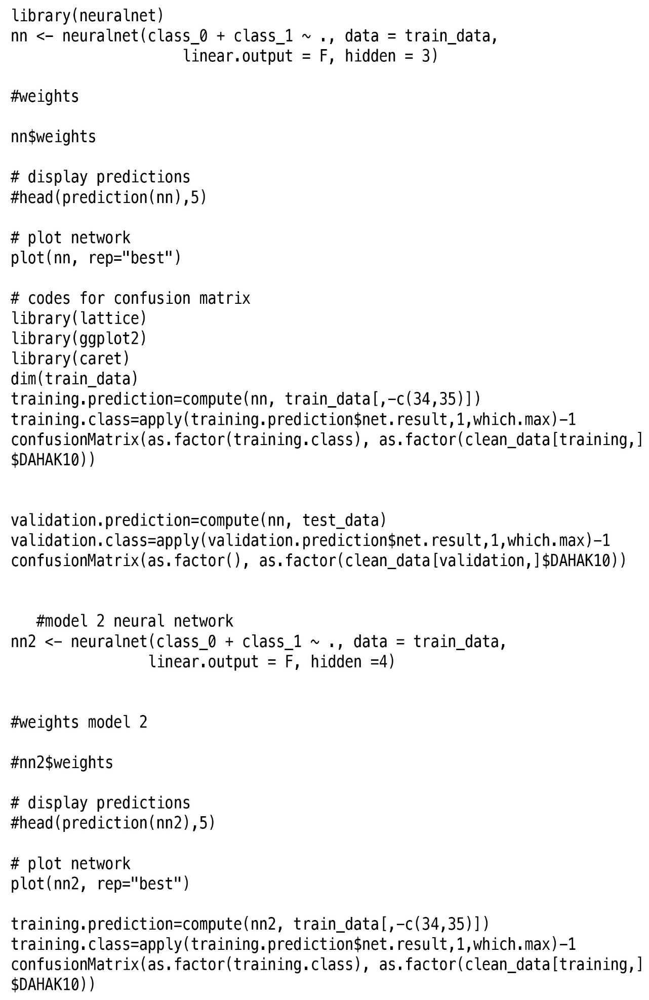 library(neuralnet)
nn <- neuralnet(class_0 + class_1 ~ ., data = train_data,
linear.output = F, hidden = 3)
#weights
nn$weights
# display predictions
#head(prediction(nn),5)
# plot network
plot(nn, rep="best")
# codes for confusion matrix
library(lattice)
library(ggplot2)
library(caret)
dim(train_data)
training.prediction=compute(nn, train_data[,-c(34,35)])
training.class=apply(training.prediction$net.result,1,which.max)-1
confusionMatrix(as.factor(training.class), as.factor(clean_data[training,]
$DAHAK10))
validation.prediction=compute(nn, test_data)
validation.class=apply(validation.prediction$net.result,1,which.max)-1
confusionMatrix(as.factor(), as.factor(clean_data[validation,]$DAHAK10))
#model 2 neural network
nn2 <- neuralnet(class_0 + class_1 ~ ., data = train_data,
linear.output = F, hidden =4)
#weights model 2
#nn2$weights
# display predictions
#head(prediction(nn2),5)
# plot network
plot(nn2, rep="best")
training.prediction=compute(nn2, train_data[,-c(34,35)])
training.class=apply(training.prediction$net.result,1,which.max)-1
confusionMatrix(as.factor(training.class), as.factor(clean_data[training,]
$DAHAK10))